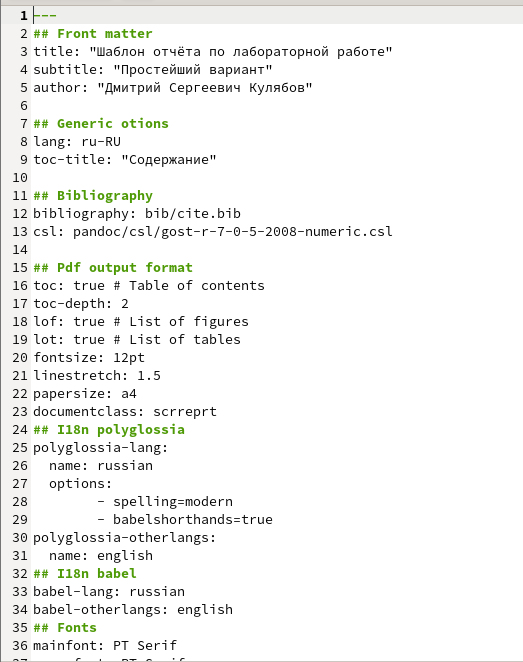 1 ---
2 ## Front matter
3 title: "Шаблон отчёта по лабораторной работе"
4 subtitle: "Простейший вариант"
5 author: "Дмитрий Сергеевич Кулябов"
6
7 ## Generic otions
8 lang: ru-RU
9 toc-title: "Содержание"
10
11 ## Bibliography
12 bibliography: bib/cite.bib
13 csl: pandoc/csl/gost-r-7-0-5-2008-numeric.csl
14
15 ## Pdf output format
16 toc: true # Table of contents
17 toc-depth: 2
18 lof: true # List of figures
19 lot: true # List of tables
20 fontsize: 12pt
21 linestretch: 1.5
22 papersize: a4
23 documentclass: scrreprt
24 ## I18n polyglossia
25 polyglossia-lang:
26   name: russian
27   options:
28         - spelling=modern
29         - babelshorthands=true
30 polyglossia-otherlangs:
31   name: english
32 ## I18n babel
33 babel-lang: russian
34 babel-otherlangs: english
35 ## Fonts
36 mainfont: PT Serif